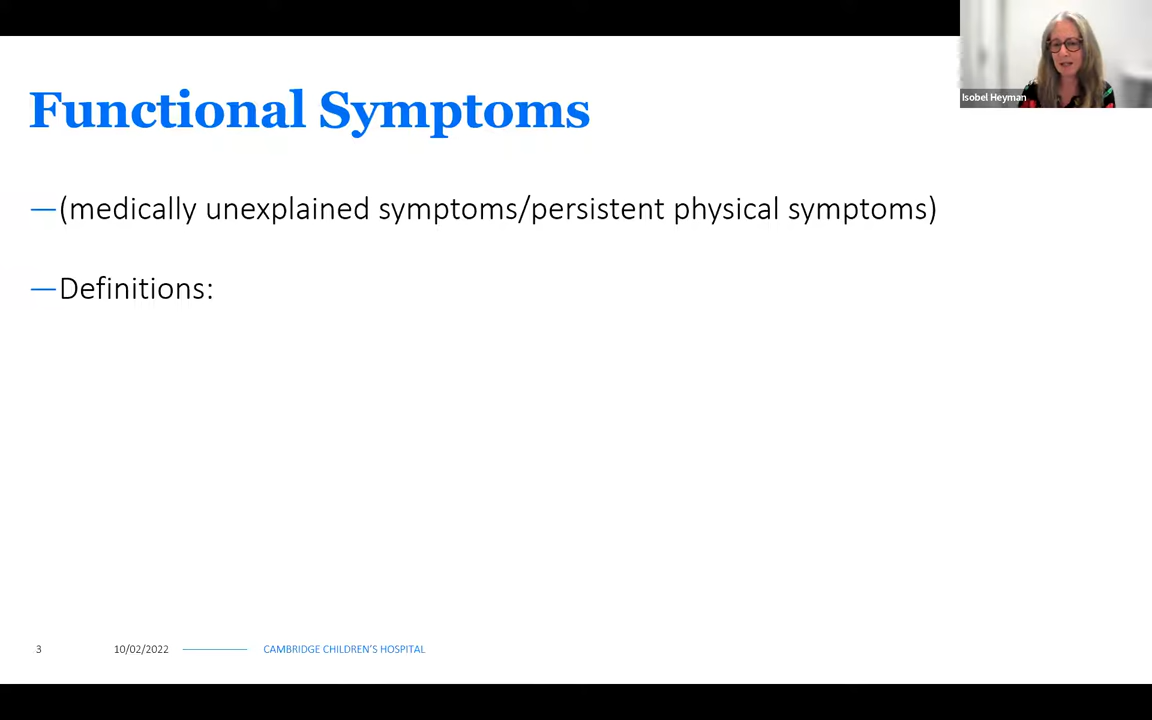 Isobel Heyman
Functional Symptoms
—(medically unexplained symptoms/persistent physical symptoms)
—Definitions:
3 10/02/2022 CAMBRIDGE CHILDREN'S HOSPITAL